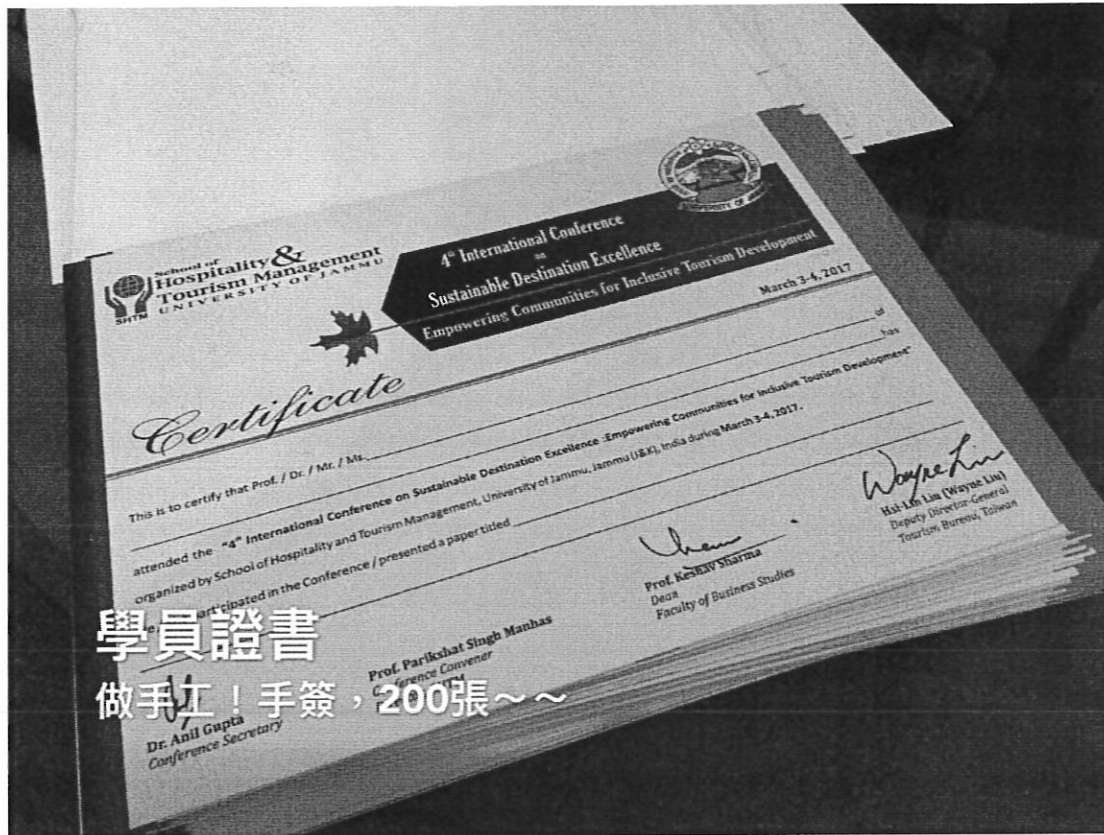 School of
Hospitality &
Tourism Management
UNIVERSITY OF JAMMU
SHTM
4th International Conference
on
Sustainable Destination Excellence
Empowering Communities for Inclusive Tourism Development
March 3-4, 2017
Certificate
This is to certify that Prof. / Dr. / Mr. / Ms. of
has
attended the "4th International Conference on Sustainable Destination Excellence :Empowering Communities for Inclusive Tourism Development"
organized by School of Hospitality and Tourism Management, University of Jammu, Jammu (J&K), India during March 3-4, 2017.
participated in the Conference / presented a paper titled
學員證書
做手工!手簽,200張~~
Dr. Anil Gupta
Conference Secretary
Prof. Parikshat Singh Manhas
Conference Convener
SHTM
Prof. Keshav Sharma
Dean
Faculty of Business Studies
Wayne Liu
Hsi-Lin Liu (Wayne Liu)
Deputy Director-General
Tourism, Bureau, Taiwan